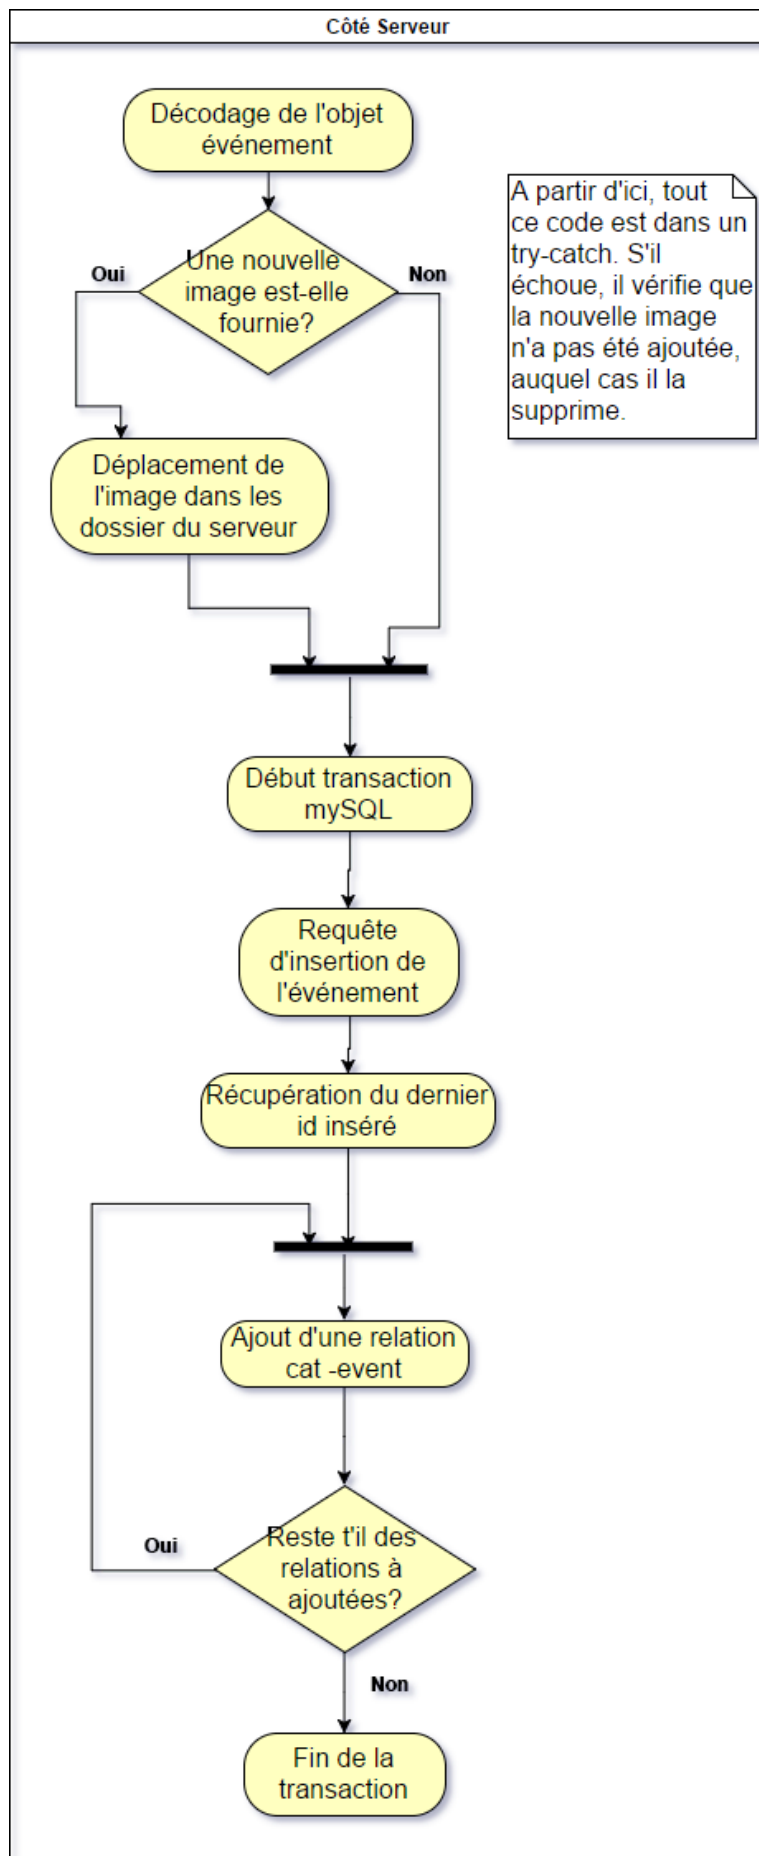 Côté Serveur
Décodage de l'objet
événement
A partir d'ici, tout
ce code est dans un
try-catch. S'il
échoue, il vérifie que
la nouvelle image
n'a pas été ajoutée,
auquel cas il la
supprime.
Oui
Une nouvelle
image est-elle
fournie?
Non
Déplacement de
l'image dans les
dossier du serveur
Début transaction
mySQL
Requête
d'insertion de
l'événement
Récupération du dernier
id inséré
Ajout d'une relation
cat -event
Oui
Reste t'il des
relations à
ajoutées?
Non
Fin de la
transaction